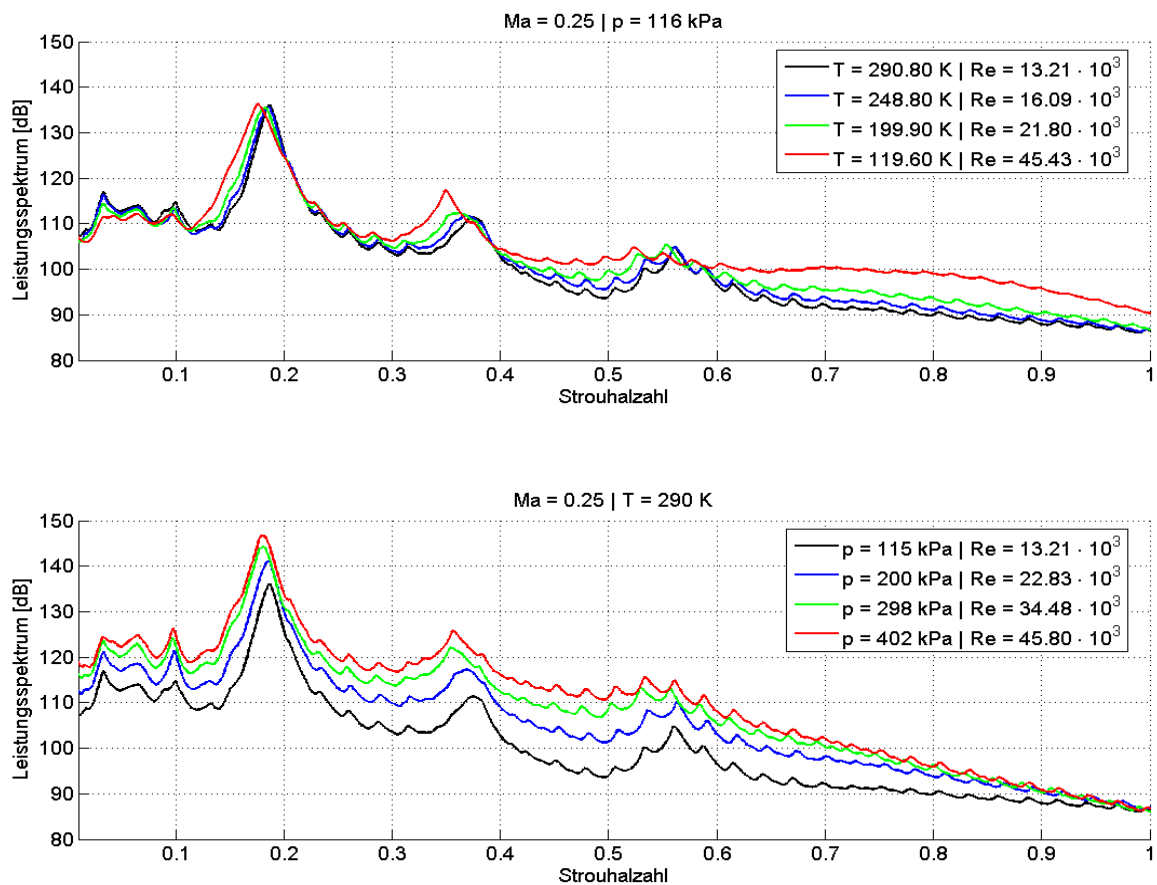 Ma = 0.25 | p = 116 kPa
Leistungsspektrum [dB]
150
140
130
120
110
100
90
80
T = 290.80 K | Re = 13.21 · 10³
T = 248.80 K | Re = 16.09 · 10³
T = 199.90 K | Re = 21.80 · 10³
T = 119.60 K | Re = 45.43 · 10³
0.1 0.2 0.3 0.4 0.5 0.6 0.7 0.8 0.9 1
Strouhalzahl
Ma = 0.25 | T = 290 K
Leistungsspektrum [dB]
150
140
130
120
110
100
90
80
p = 115 kPa | Re = 13.21 · 10³
p = 200 kPa | Re = 22.83 · 10³
p = 298 kPa | Re = 34.48 · 10³
p = 402 kPa | Re = 45.80 · 10³
0.1 0.2 0.3 0.4 0.5 0.6 0.7 0.8 0.9 1
Strouhalzahl